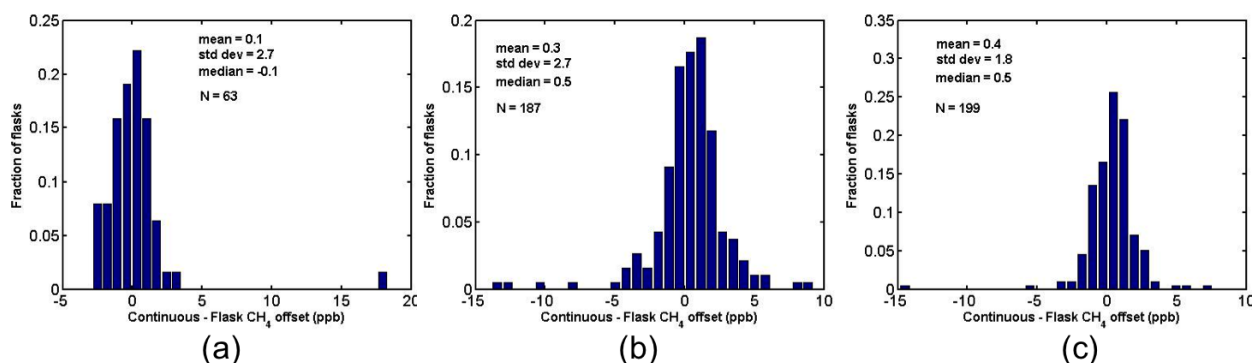 0.25
0.2
0.15
0.1
0.05
0
Fraction of flasks
mean = 0.1
std dev = 2.7
median = -0.1
N = 63
-5 0 5 10 15 20
Continuous - Flask CH4 offset (ppb)
(a)
0.2
0.15
0.1
0.05
0
Fraction of flasks
mean = 0.3
std dev = 2.7
median = 0.5
N = 187
-15 -10 -5 0 5 10
Continuous - Flask CH4 offset (ppb)
(b)
0.35
0.3
0.25
0.2
0.15
0.1
0.05
0
Fraction of flasks
mean = 0.4
std dev = 1.8
median = 0.5
N = 199
-15 -10 -5 0 5 10
Continuous - Flask CH4 offset (ppb)
(c)